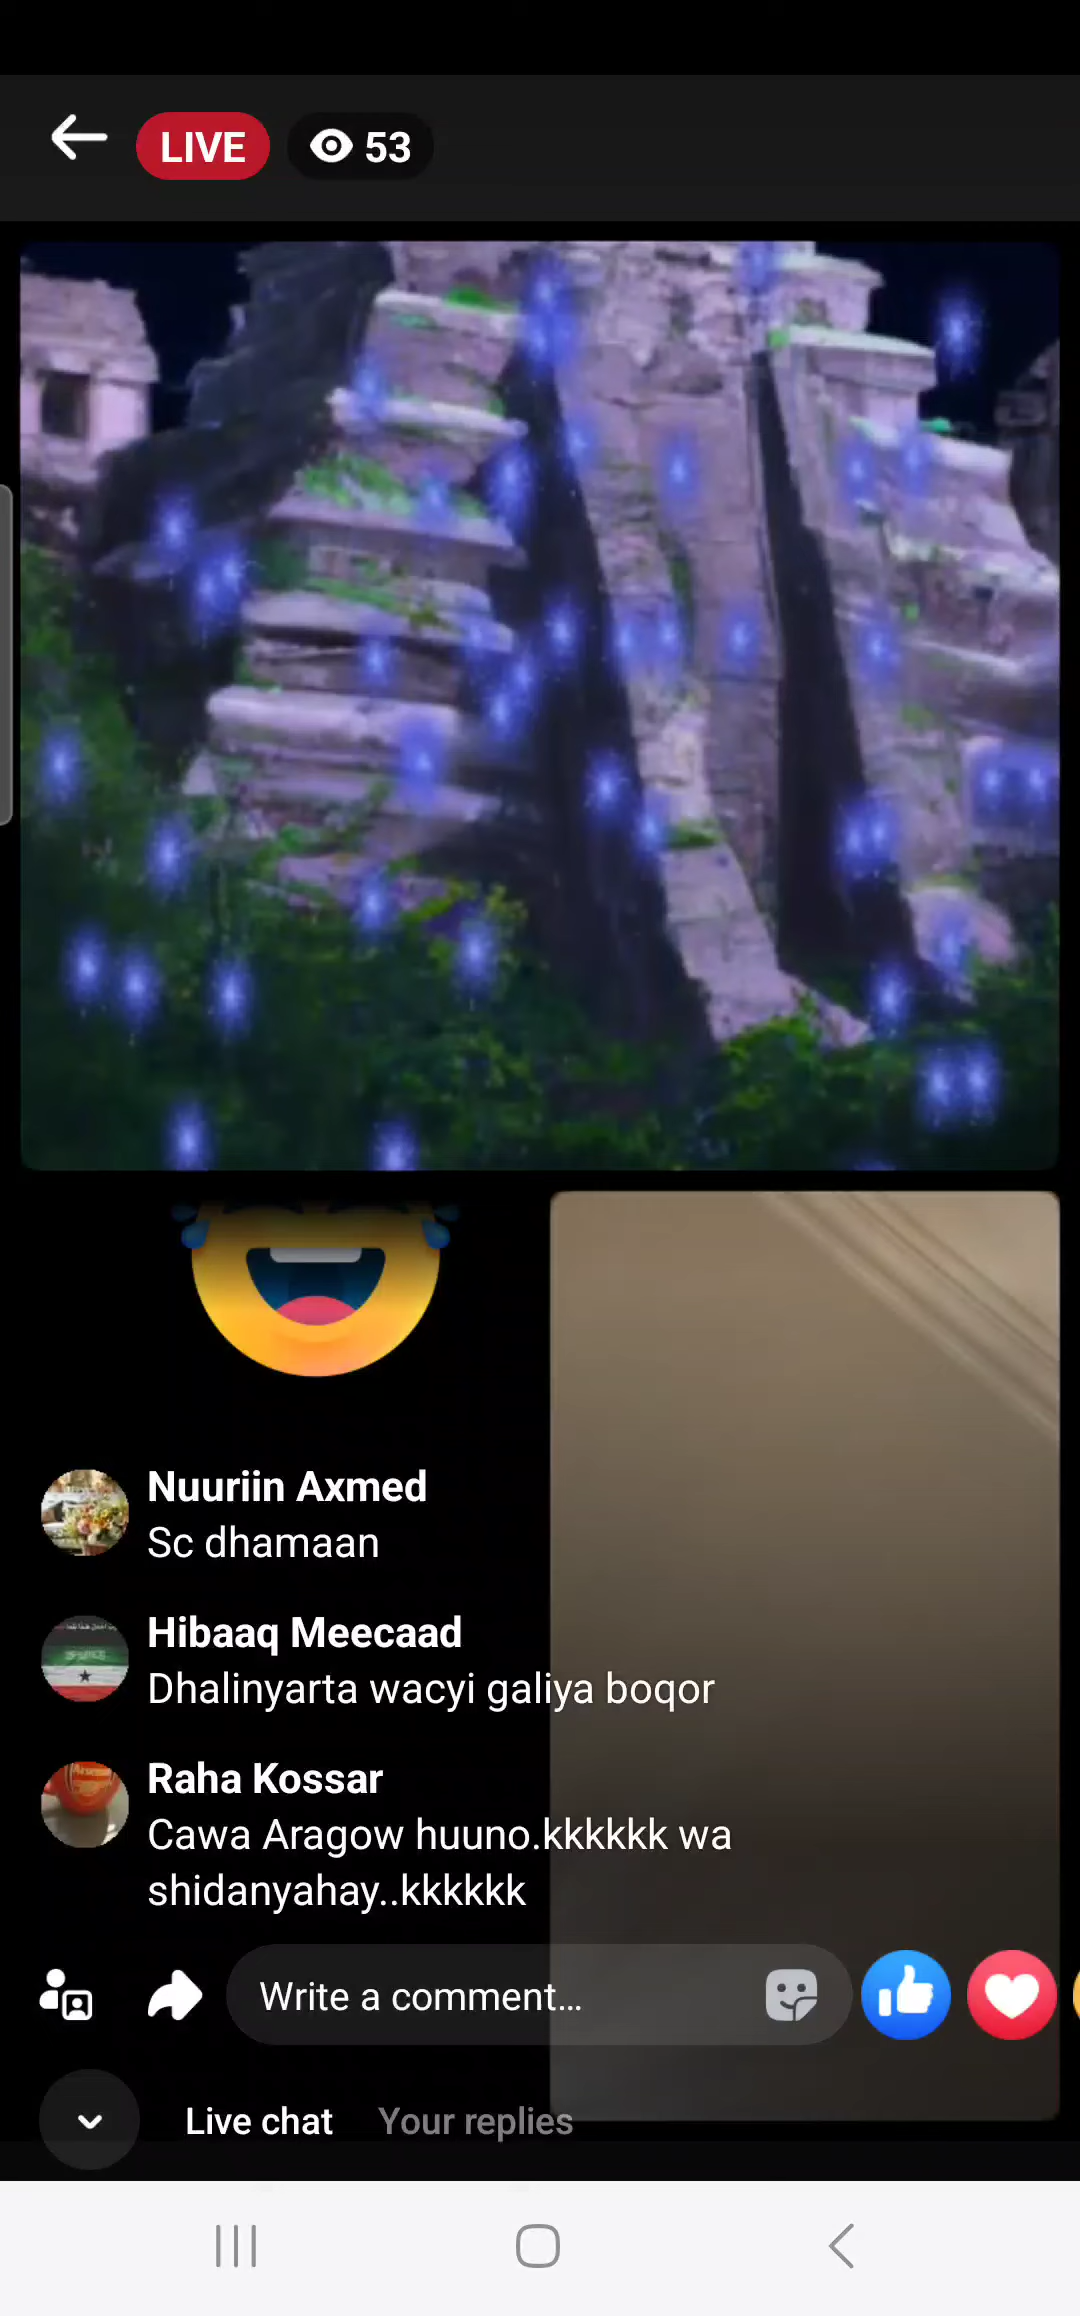 LIVE
53
Nuuriin Axmed
Sc dhamaan
Hibaaq Meecaad
Dhalinyarta wacyi galiya boqor
Raha Kossar
Cawa Aragow huuno.kkkkkk wa
shidanyahay..kkkkkk
Write a comment...
Live chat
Your replies